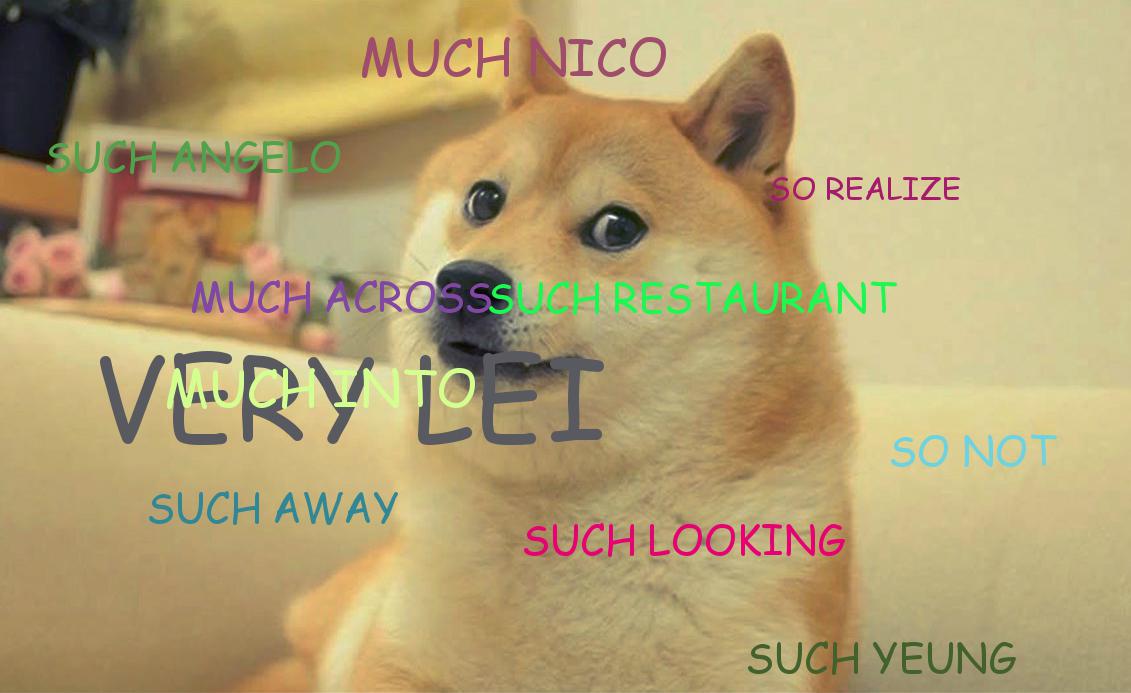 MUCH NICO
SUCH ANGELO
SO REALIZE
MUCH ACROSS
SUCH RESTAURANT
VERY LEI
MUCH INTO
SO NOT
SUCH AWAY
SUCH LOOKING
SUCH YEUNG